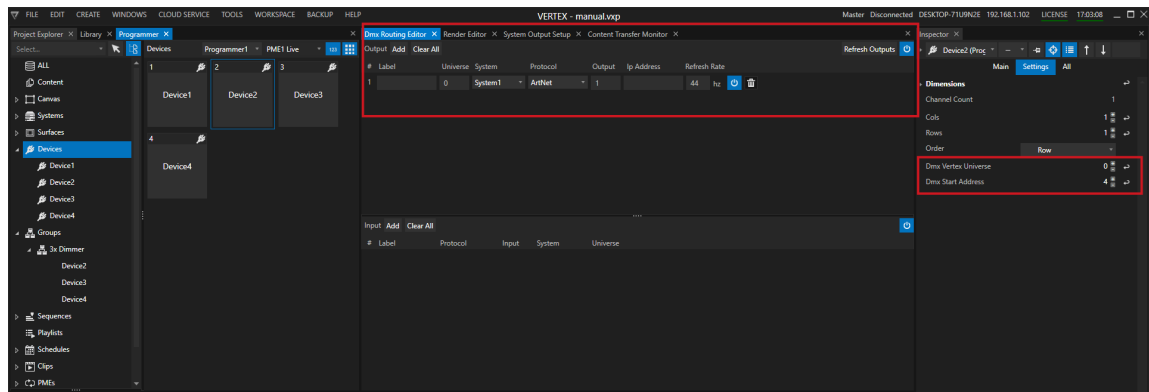 FILE EDIT CREATE WINDOWS CLOUD SERVICE TOOLS WORKSPACE BACKUP HELP VERTEX - manual.vxp Master Disconnected DESKTOP-71U9N2E 192.168.1.102 LICENSE 17:03:08
Project Explorer × Library × Programmer ×
Select...
ALL
Content
Canvas
Systems
Surfaces
Devices
Device1
Device2
Device3
Device4
Groups
3x Dimmer
Device2
Device3
Device4
Sequences
Playlists
Schedules
Clips
PMEs
Devices Programmer1 PME1 Live 123
1 2 3
Device1 Device2 Device3
4
Device4
Dmx Routing Editor × Render Editor × System Output Setup × Content Transfer Monitor ×
Output Add Clear All Refresh Outputs
# Label Universe System Protocol Output Ip Address Refresh Rate
1 0 System1 ArtNet 1 44 hz
Input Add Clear All
# Label Protocol Input System Universe
Inspector ×
Device2 (Prog
Main Settings All
Dimensions
Channel Count 1
Cols 1
Rows 1
Order Row
Dmx Vertex Universe 0
Dmx Start Address 4